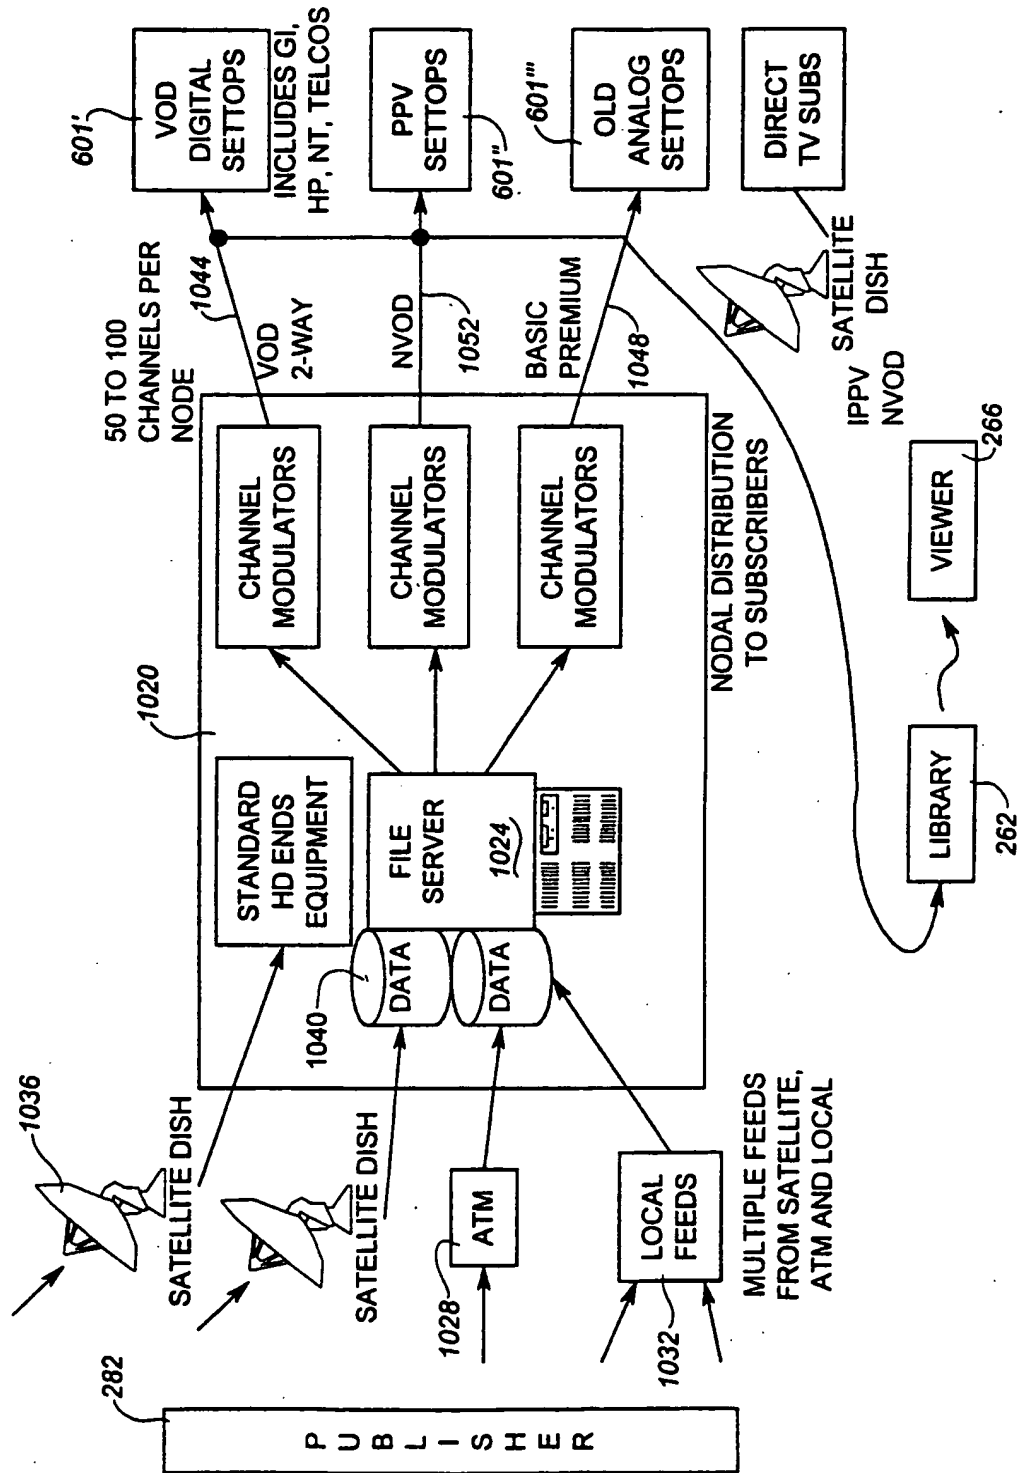 282
PUBLISHER
1036
SATELLITE DISH
SATELLITE DISH
1028
ATM
1032
LOCAL
FEEDS
MULTIPLE FEEDS
FROM SATELLITE,
ATM AND LOCAL
1020
STANDARD
HD ENDS
EQUIPMENT
1040
DATA
DATA
FILE
SERVER
1024
CHANNEL
MODULATORS
CHANNEL
MODULATORS
CHANNEL
MODULATORS
NODAL DISTRIBUTION
TO SUBSCRIBERS
50 TO 100
CHANNELS PER
NODE
1044
VOD
2-WAY
NVOD
1052
BASIC
PREMIUM
1048
601'
VOD
DIGITAL
SETTOPS
INCLUDES GI,
HP, NT, TELCOS
PPV
SETTOPS
601"
601'''
OLD
ANALOG
SETTOPS
DIRECT
TV SUBS
SATELLITE
DISH
IPPV
NVOD
LIBRARY
262
VIEWER
266